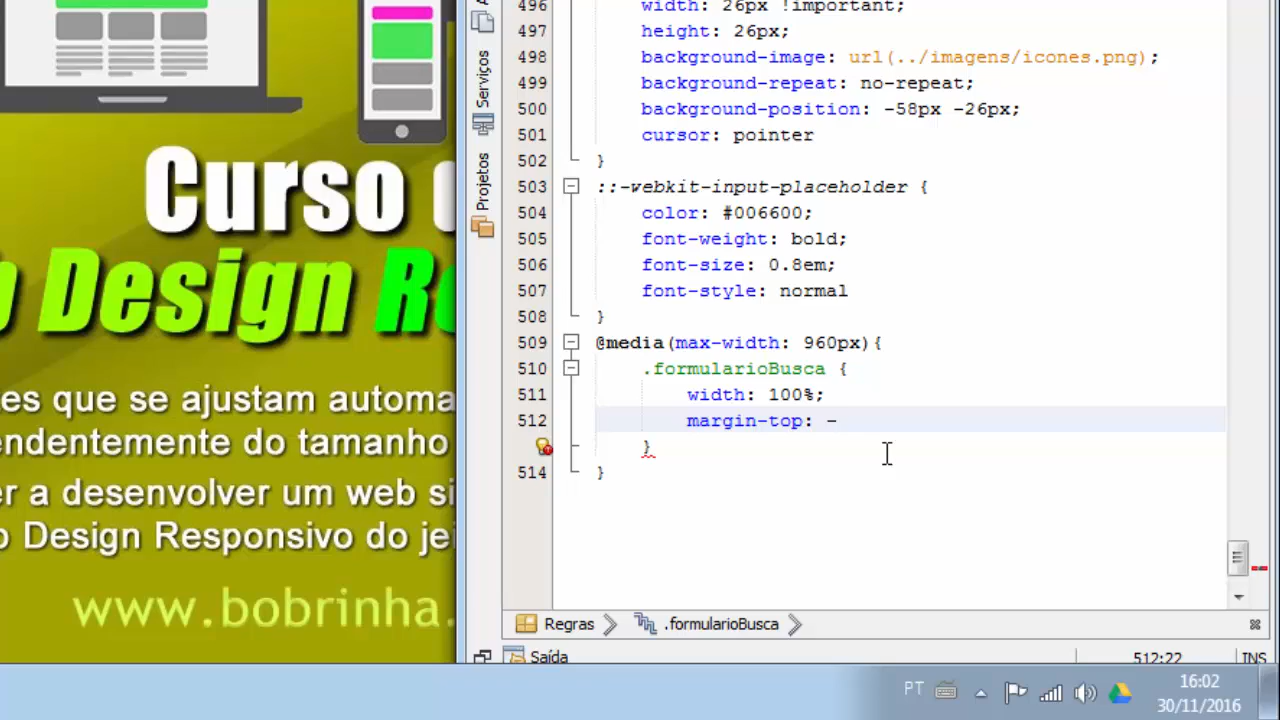 Curso
Design Re
es que se ajustam automa
endentemente do tamanho
er a desenvolver um web si
o Design Responsivo do jei
www.bobrinha.
Serviços
Projetos
496 width: 26px !important;
497 height: 26px;
498 background-image: url(../imagens/icones.png);
499 background-repeat: no-repeat;
500 background-position: -58px -26px;
501 cursor: pointer
502 }
503 ::-webkit-input-placeholder {
504 color: #006600;
505 font-weight: bold;
506 font-size: 0.8em;
507 font-style: normal
508 }
509 @media(max-width: 960px){
510 .formularioBusca {
511 width: 100%;
512 margin-top: -
}
514 }
Regras .formularioBusca
Saída
512:22 INS
PT
16:02
30/11/2016